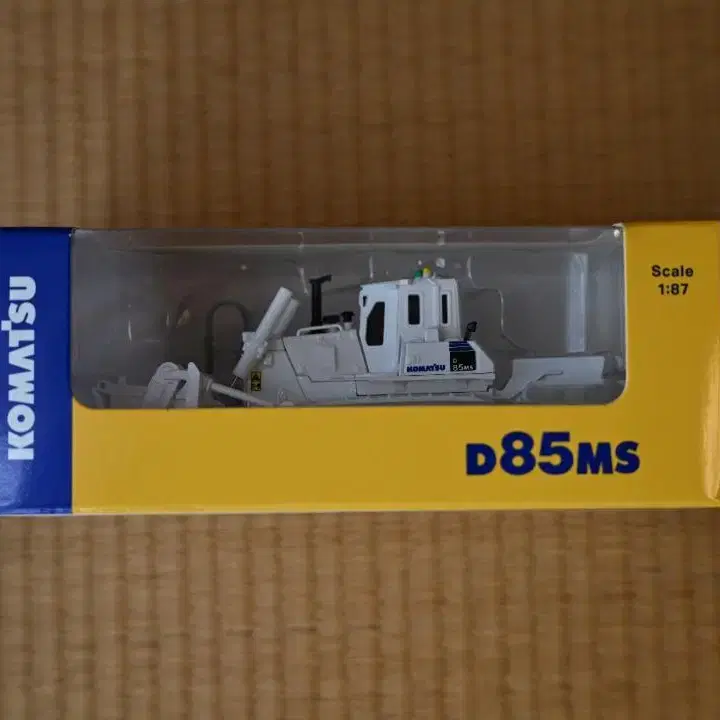 KOMATSU
Scale
1:87
KOMATSU
D
85MS
D85MS